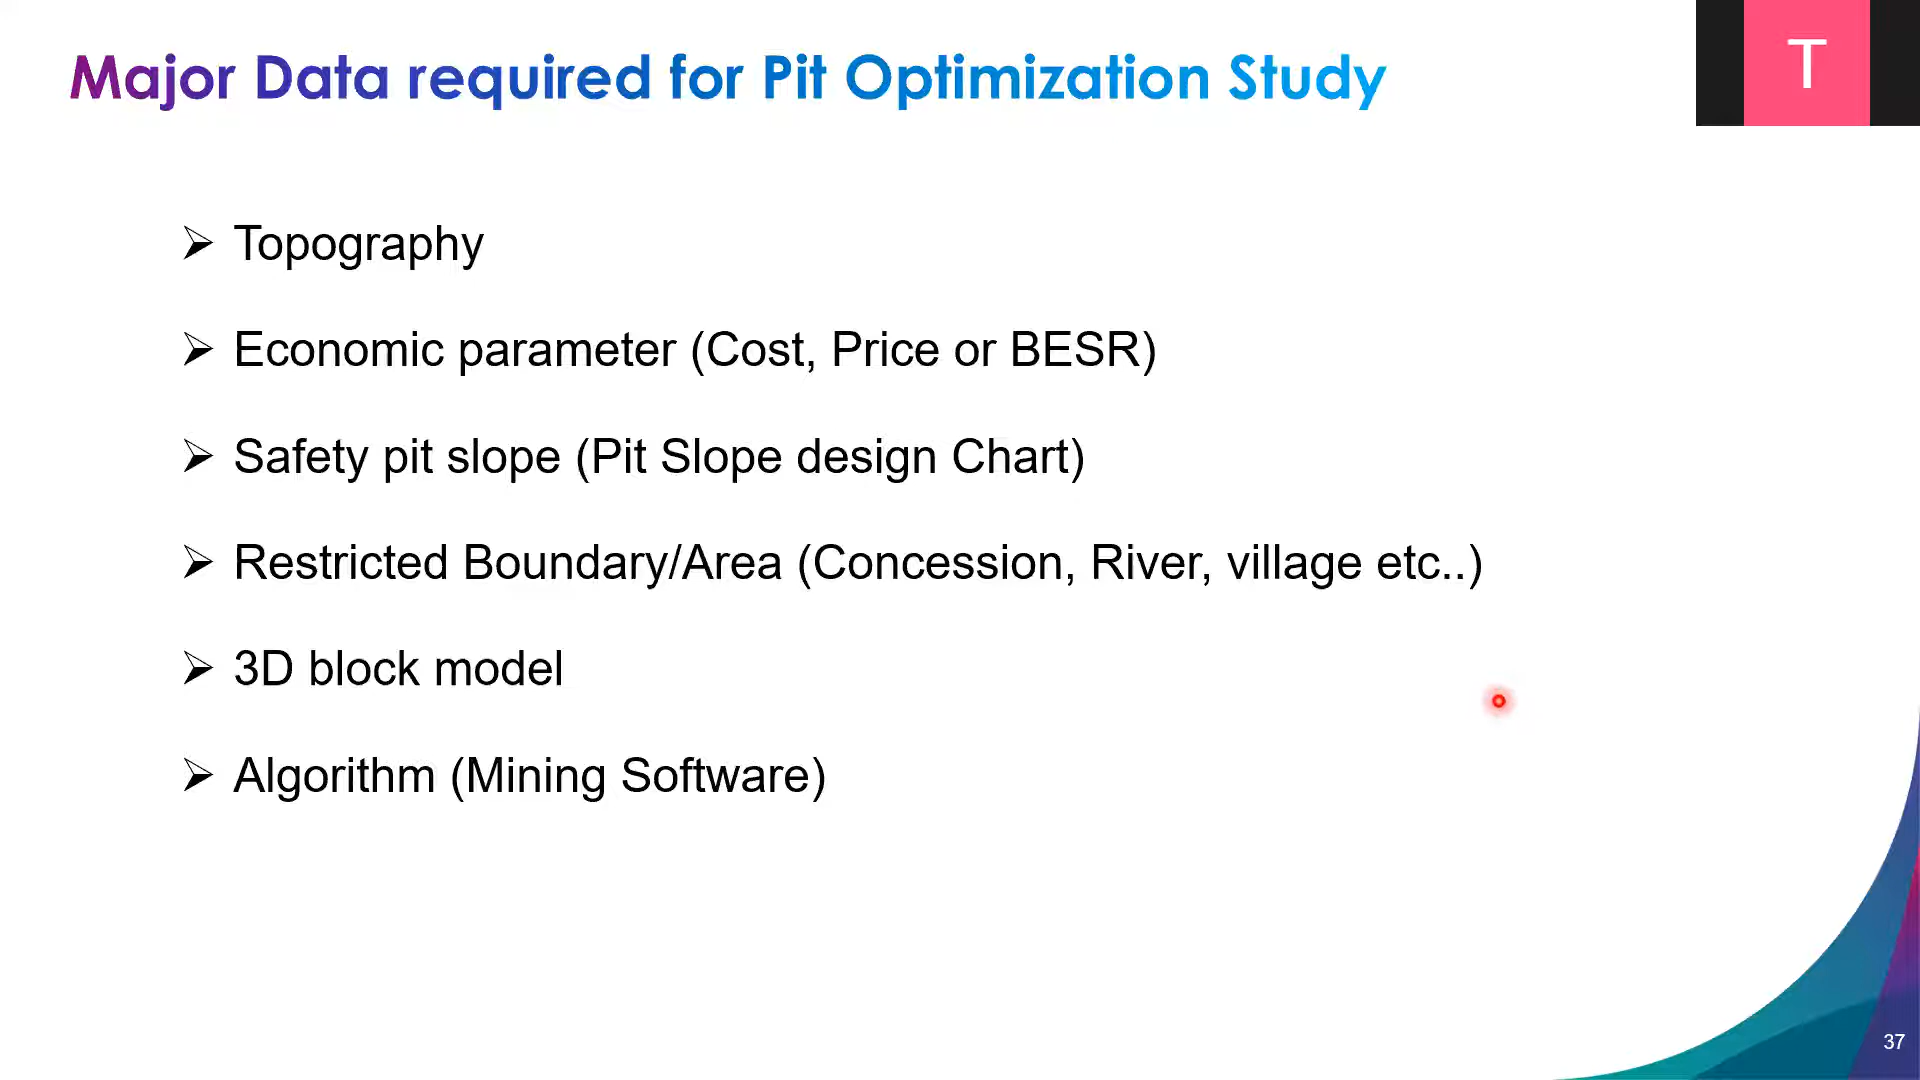 Major Data required for Pit Optimization Study
T
➢ Topography
➢ Economic parameter (Cost, Price or BESR)
➢ Safety pit slope (Pit Slope design Chart)
➢ Restricted Boundary/Area (Concession, River, village etc..)
➢ 3D block model
➢ Algorithm (Mining Software)
37